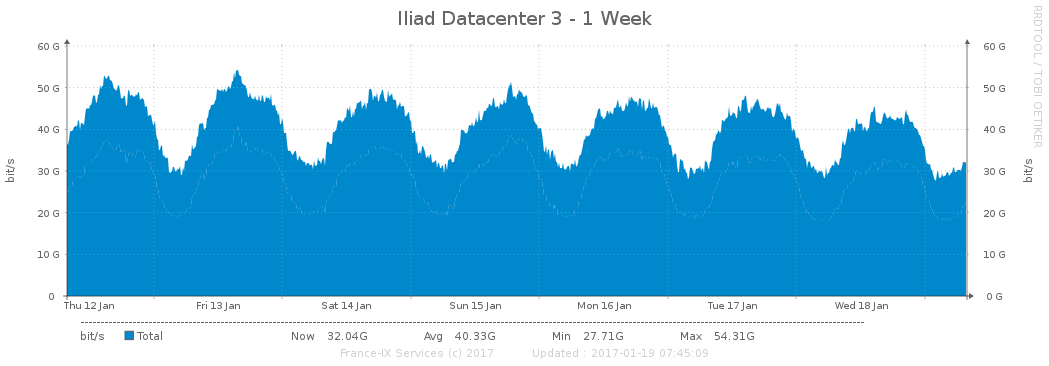 Iliad Datacenter 3 - 1 Week
RRDTOOL / TOBI OETIKER
60 G 60 G
50 G 50 G
40 G 40 G
30 G 30 G
20 G 20 G
10 G 10 G
0 0 G
bit/s bit/s
Thu 12 Jan Fri 13 Jan Sat 14 Jan Sun 15 Jan Mon 16 Jan Tue 17 Jan Wed 18 Jan
bit/s Total Now 32.04G Avg 40.33G Min 27.71G Max 54.31G
France-IX Services (c) 2017 Updated : 2017-01-19 07:45:09